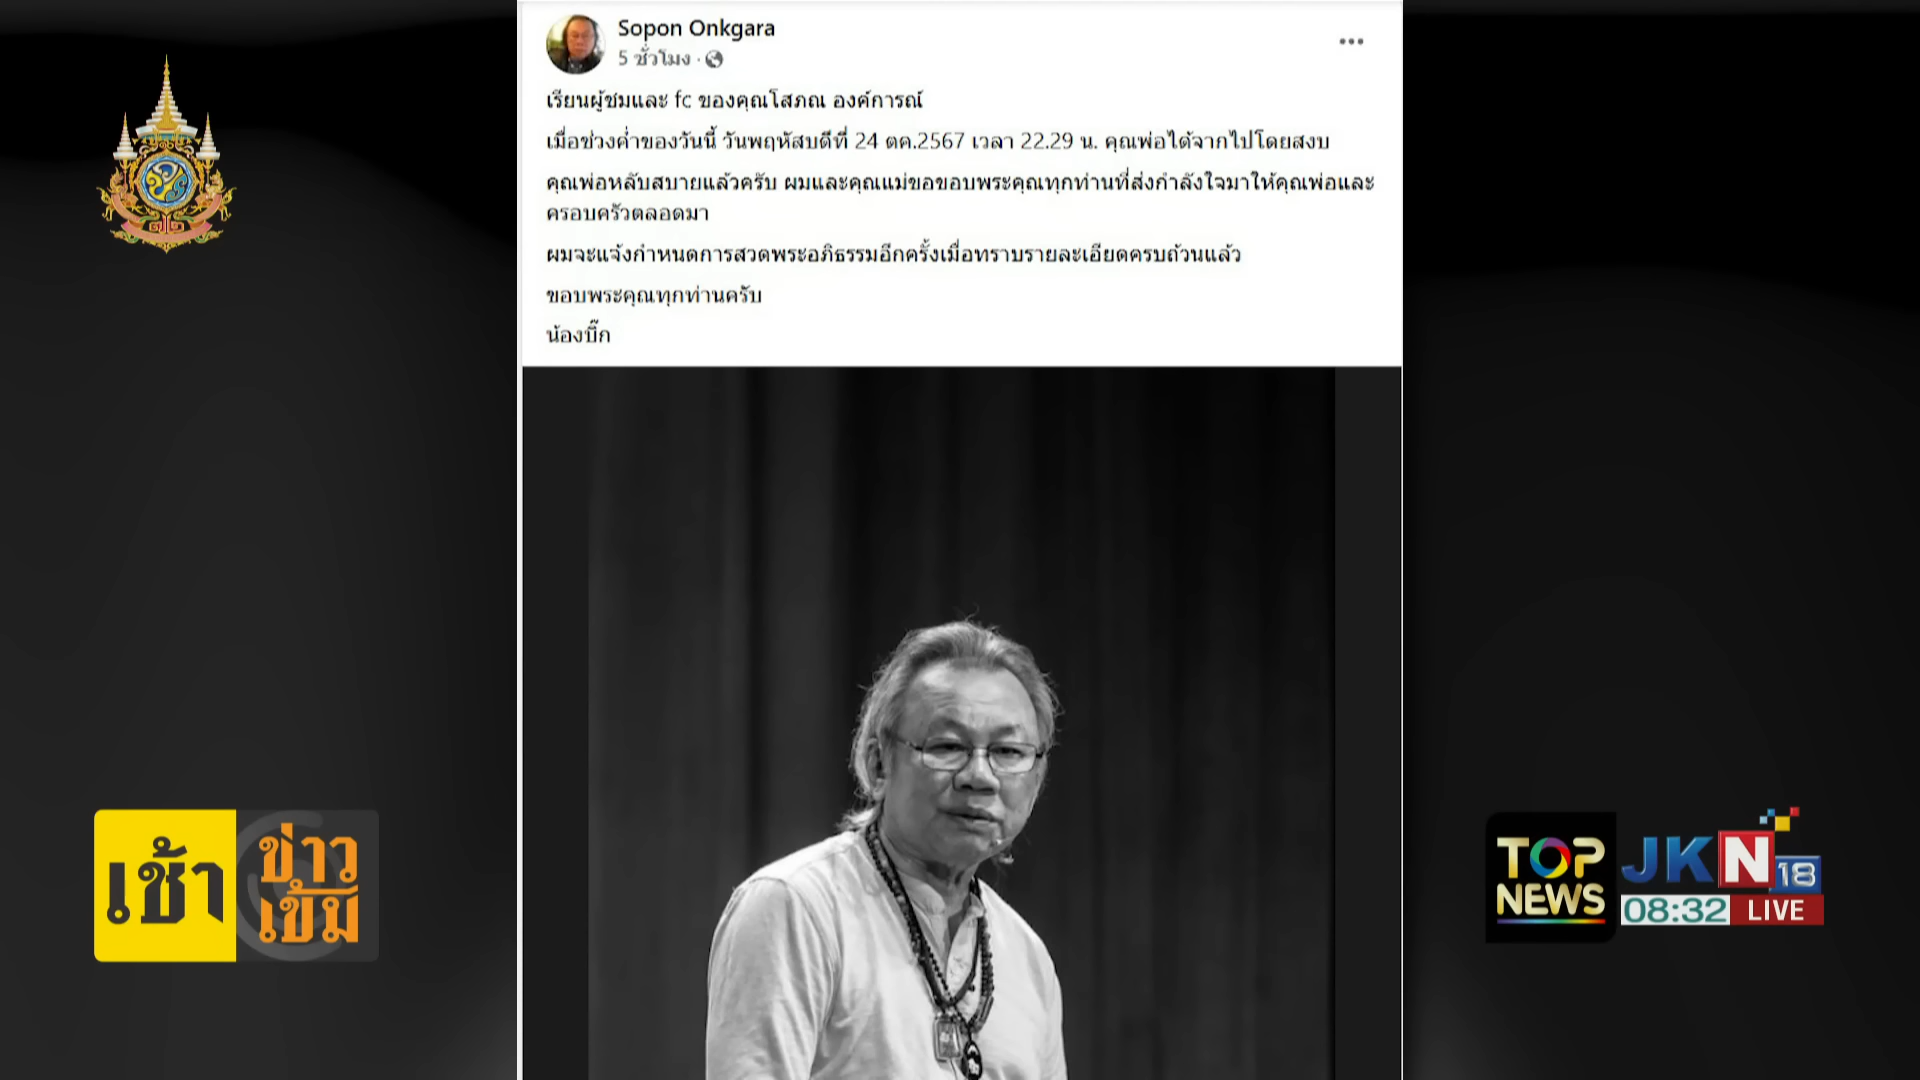 Sopon Onkgara
5 ชั่วโมง
เรียนผู้ชมและ fc ของคุณโสภณ องค์การณ์
เมื่อช่วงค่ำของวันนี้ วันพฤหัสบดีที่ 24 ตค.2567 เวลา 22.29 น. คุณพ่อได้จากไปโดยสงบ
คุณพ่อหลับสบายแล้วครับ ผมและคุณแม่ขอขอบพระคุณทุกท่านที่ส่งกำลังใจมาให้คุณพ่อและ
ครอบครัวตลอดมา
ผมจะแจ้งกำหนดการสวดพระอภิธรรมอีกครั้งเมื่อทราบรายละเอียดครบถ้วนแล้ว
ขอบพระคุณทุกท่านครับ
น้องบิ๊ก
เช้า
ข่าว
เข้ม
TOP
NEWS
JKN
18
08:32 LIVE